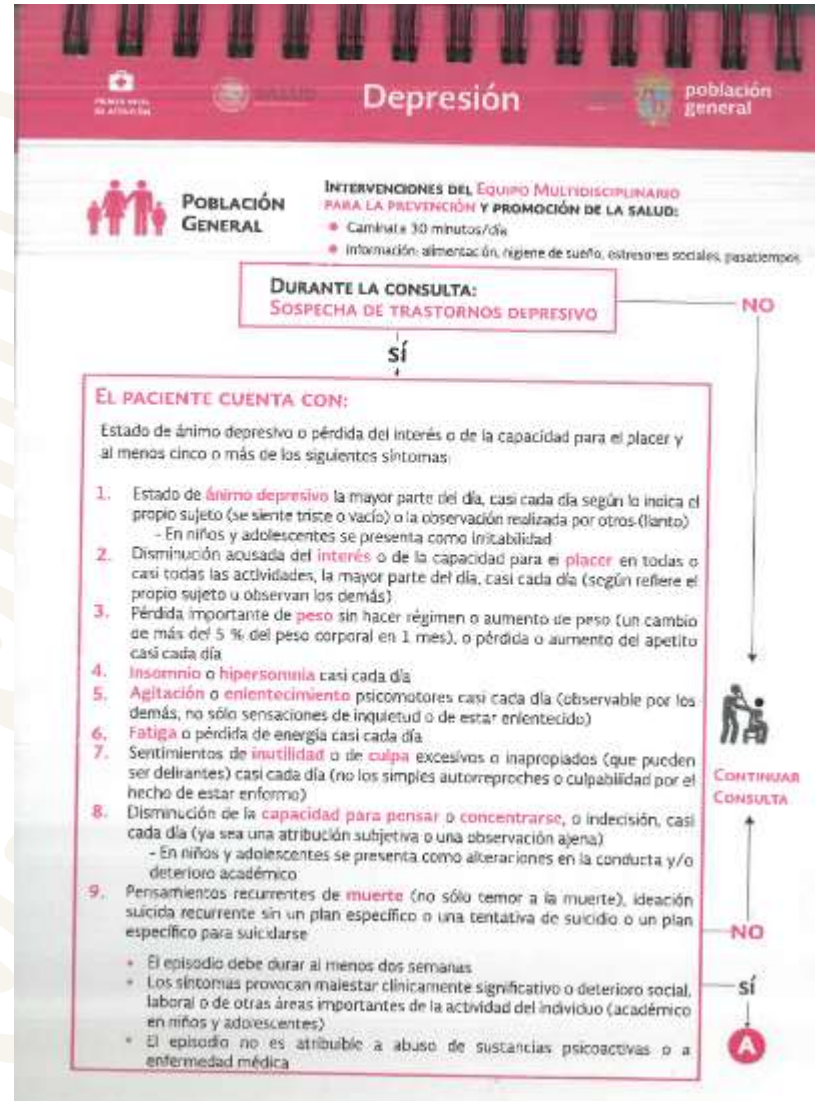 PRIMER NIVEL
DE ATENCIÓN
SALUD
Depresión
población
general
POBLACIÓN
GENERAL
INTERVENCIONES DEL EQUIPO MULTIDISCIPLINARIO
PARA LA PREVENCIÓN Y PROMOCIÓN DE LA SALUD:
• Caminata 30 minutos/día
• Información: alimentación, higiene de sueño, estresores sociales, pasatiempos
DURANTE LA CONSULTA:
SOSPECHA DE TRASTORNOS DEPRESIVO
NO
SÍ
EL PACIENTE CUENTA CON:
Estado de ánimo depresivo o pérdida del interés o de la capacidad para el placer y
al menos cinco o más de los siguientes síntomas:
1. Estado de ánimo depresivo la mayor parte del día, casi cada día según lo indica el
propio sujeto (se siente triste o vacío) o la observación realizada por otros (llanto)
- En niños y adolescentes se presenta como irritabilidad
2. Disminución acusada del interés o de la capacidad para el placer en todas o
casi todas las actividades, la mayor parte del día, casi cada día (según refiere el
propio sujeto u observan los demás)
3. Pérdida importante de peso sin hacer régimen o aumento de peso (un cambio
de más del 5 % del peso corporal en 1 mes), o pérdida o aumento del apetito
casi cada día
4. Insomnio o hipersomnia casi cada día
5. Agitación o enlentecimiento psicomotores casi cada día (observable por los
demás, no sólo sensaciones de inquietud o de estar enlentecido)
6. Fatiga o pérdida de energía casi cada día
7. Sentimientos de inutilidad o de culpa excesivos o inapropiados (que pueden
ser delirantes) casi cada día (no los simples autorreproches o culpabilidad por el
hecho de estar enfermo)
8. Disminución de la capacidad para pensar o concentrarse, o indecisión, casi
cada día (ya sea una atribución subjetiva o una observación ajena)
- En niños y adolescentes se presenta como alteraciones en la conducta y/o
deterioro académico
9. Pensamientos recurrentes de muerte (no sólo temor a la muerte), ideación
suicida recurrente sin un plan específico o una tentativa de suicidio o un plan
específico para suicidarse
• El episodio debe durar al menos dos semanas
• Los síntomas provocan malestar clínicamente significativo o deterioro social,
laboral o de otras áreas importantes de la actividad del individuo (académico
en niños y adolescentes)
• El episodio no es atribuible a abuso de sustancias psicoactivas o a
enfermedad médica
CONTINUAR
CONSULTA
NO
SÍ
A